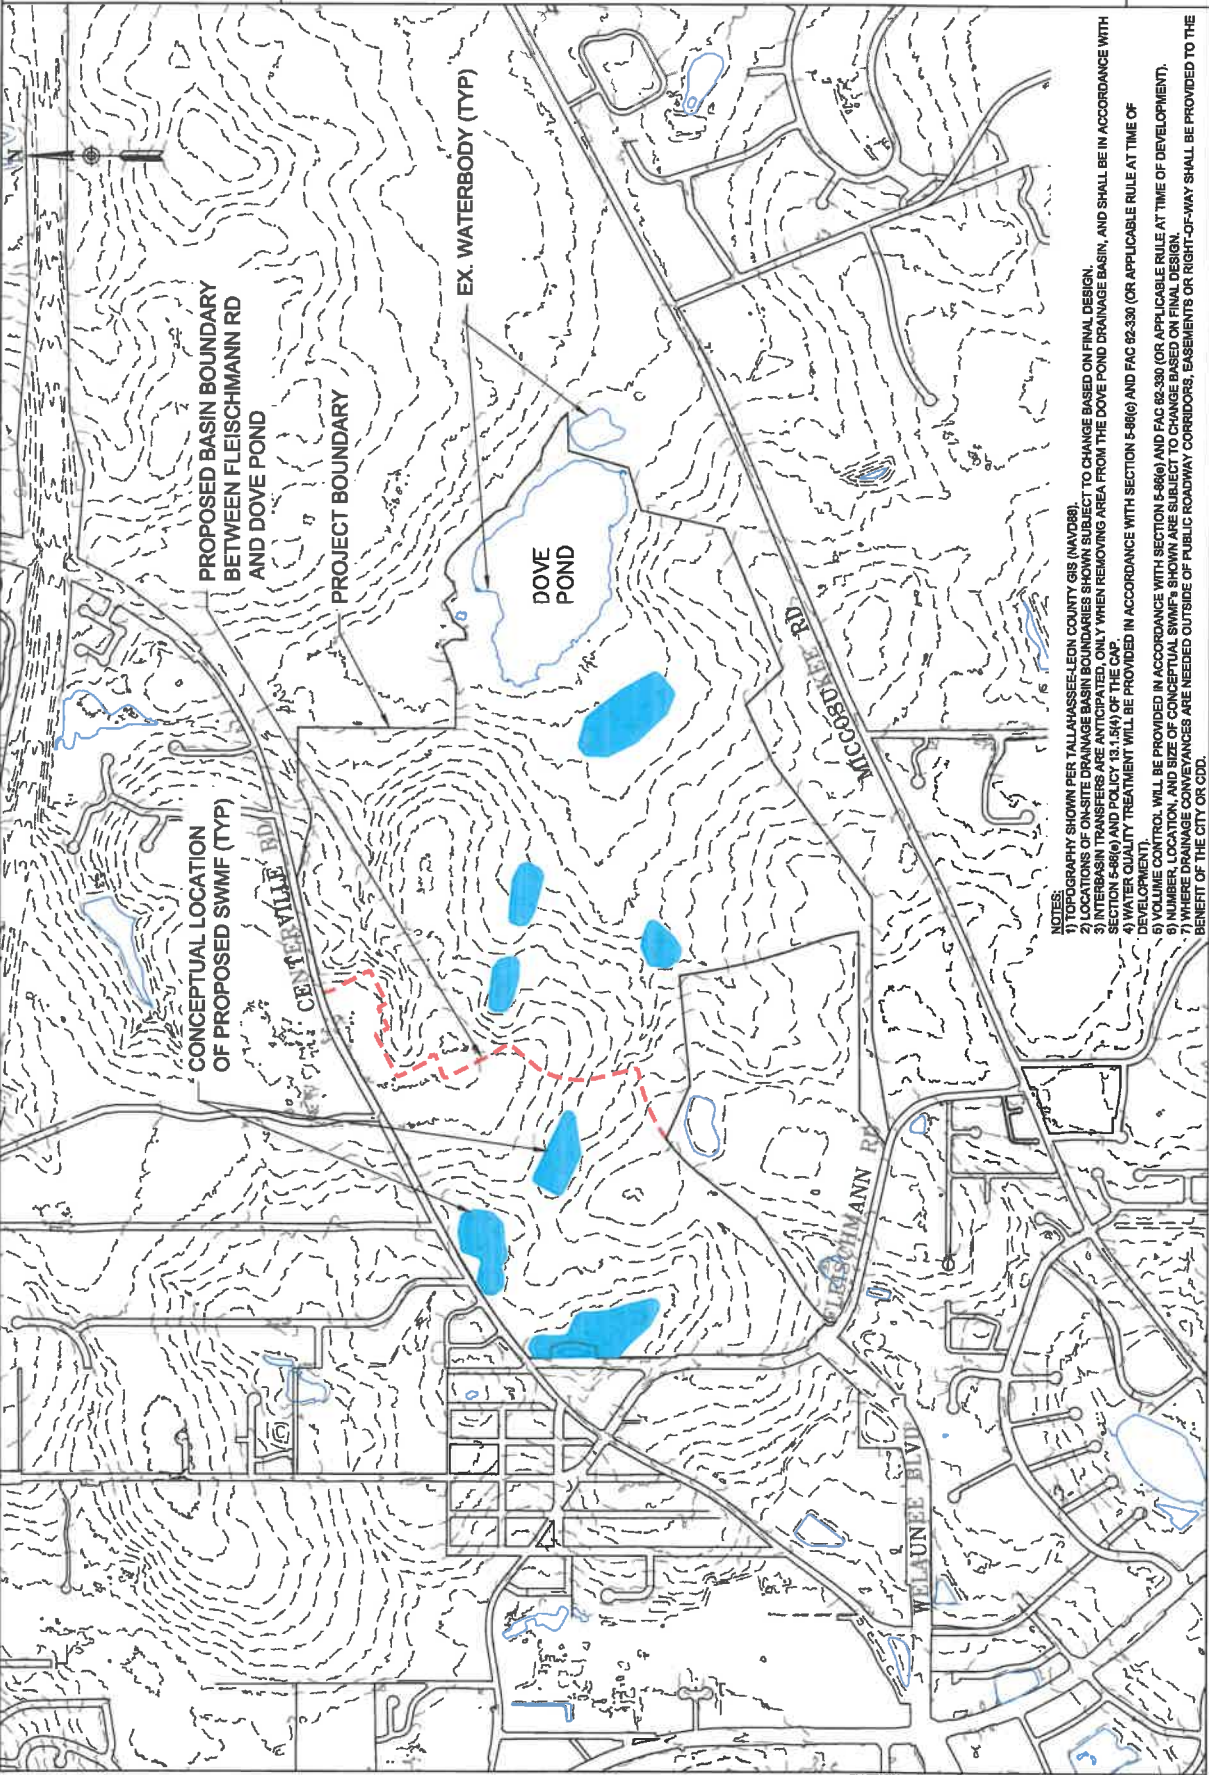 N
PROPOSED BASIN BOUNDARY
BETWEEN FLEISCHMANN RD
AND DOVE POND
PROJECT BOUNDARY
EX. WATERBODY (TYP)
CONCEPTUAL LOCATION
OF PROPOSED SWMF (TYP)
CENTERVILLE RD
DOVE
POND
MICCOSUKEE RD
FLEISCHMANN RD
WELAUNEE BLVD
NOTES:
1) TOPOGRAPHY SHOWN PER TALLAHASSEE-LEON COUNTY GIS (NAVD88).
2) LOCATIONS OF ON-SITE DRAINAGE BASIN BOUNDARIES SHOWN SUBJECT TO CHANGE BASED ON FINAL DESIGN.
3) INTERBASIN TRANSFERS ARE ANTICIPATED, ONLY WHEN REMOVING AREA FROM THE DOVE POND DRAINAGE BASIN, AND SHALL BE IN ACCORDANCE WITH
SECTION 5-86(e) AND POLICY 13.1.5(4) OF THE CAP.
4) WATER QUALITY TREATMENT WILL BE PROVIDED IN ACCORDANCE WITH SECTION 5-86(c) AND FAC 62-330 (OR APPLICABLE RULE AT TIME OF
DEVELOPMENT).
5) VOLUME CONTROL WILL BE PROVIDED IN ACCORDANCE WITH SECTION 5-86(e) AND FAC 62-330 (OR APPLICABLE RULE AT TIME OF DEVELOPMENT).
6) NUMBER, LOCATION, AND SIZE OF CONCEPTUAL SWMF's SHOWN ARE SUBJECT TO CHANGE BASED ON FINAL DESIGN.
7) WHERE DRAINAGE CONVEYANCES ARE NEEDED OUTSIDE OF PUBLIC ROADWAY CORRIDORS, EASEMENTS OR RIGHT-OF-WAY SHALL BE PROVIDED TO THE
BENEFIT OF THE CITY OR CDD.